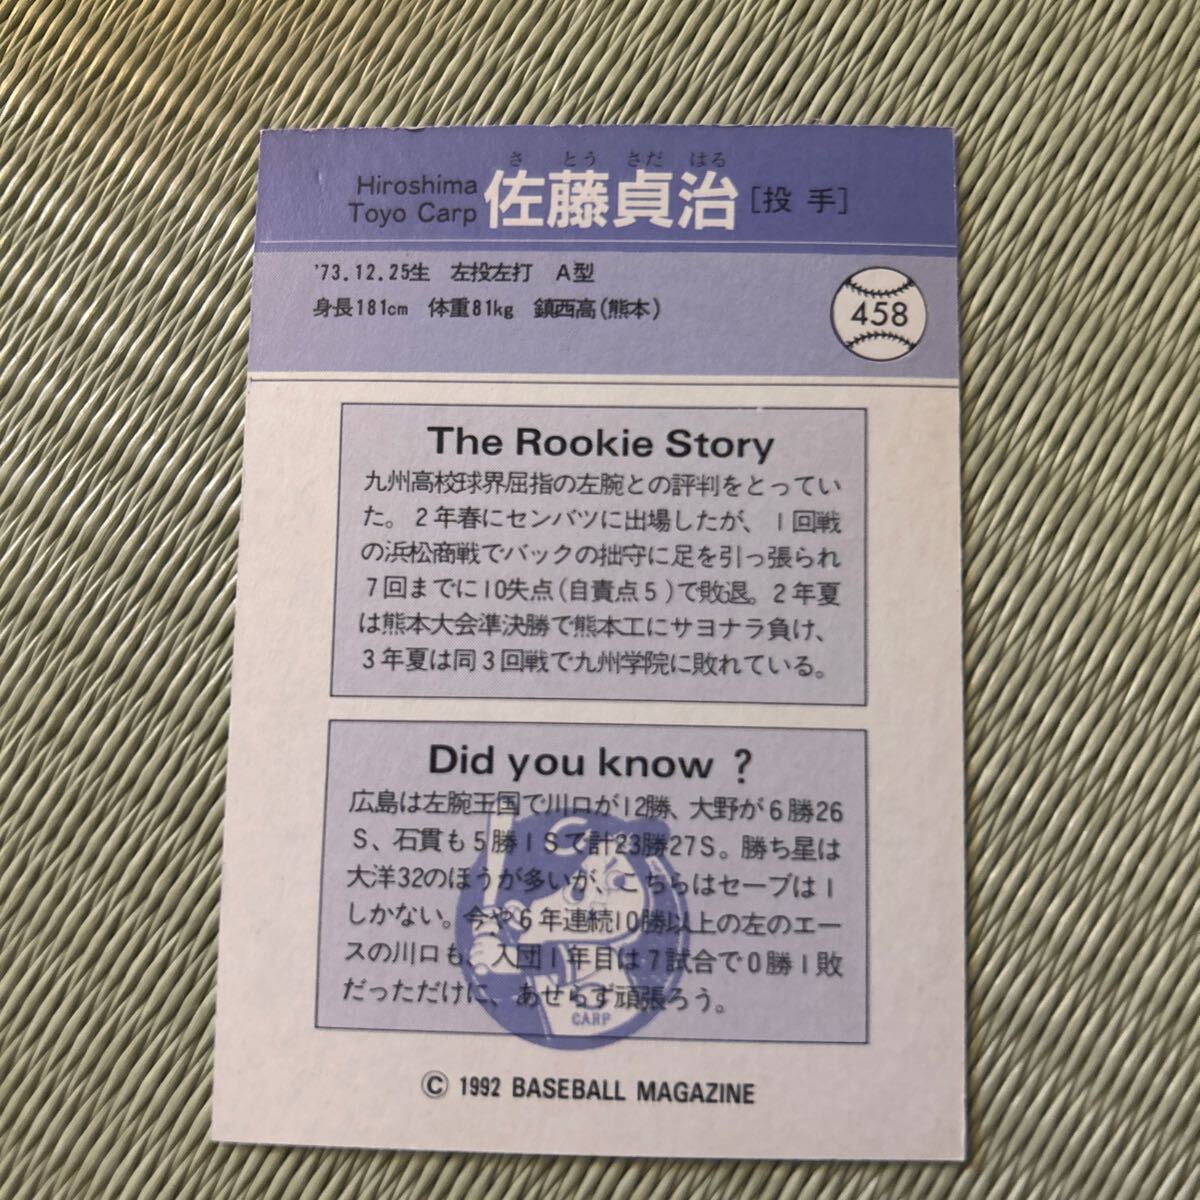 さ とう さだ はる
Hiroshima
Toyo Carp
佐藤貞治 [投 手]
'73.12.25生 左投左打 A型
身長181cm 体重81kg 鎮西高(熊本)
458
The Rookie Story
九州高校球界屈指の左腕との評判をとってい
た。2年春にセンバツに出場したが、1回戦
の浜松商戦でバックの拙守に足を引っ張られ
7回までに10失点(自責点5)で敗退。2年夏
は熊本大会準決勝で熊本工にサヨナラ負け、
3年夏は同3回戦で九州学院に敗れている。
Did you know ?
広島は左腕王国で川口が12勝、大野が6勝26
S、石貫も5勝1Sで計23勝27S。勝ち星は
大洋32のほうが多いが、こちらはセーブは1
しかない。今や6年連続10勝以上の左のエー
スの川口も、入団1年目は7試合で0勝1敗
だっただけに、あせらず頑張ろう。
CARP
© 1992 BASEBALL MAGAZINE